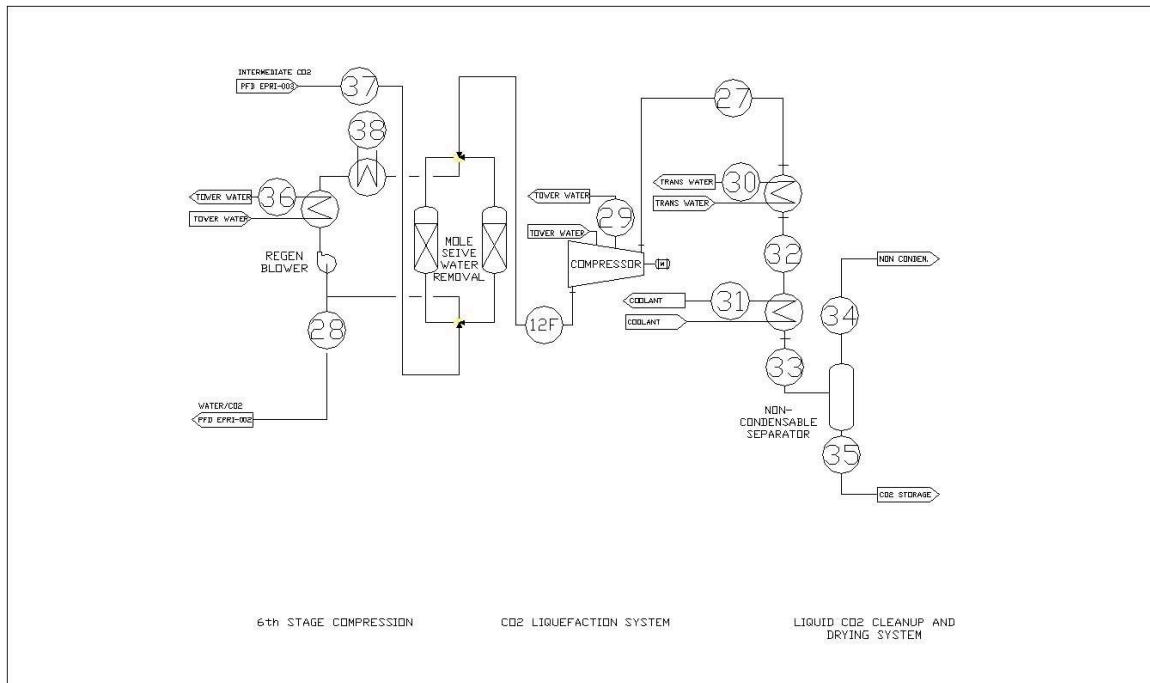 INTERMEDIATE CO2
PFD EPRI-003
37
27
38
TOWER WATER
36
TOWER WATER
TOWER WATER
29
TOWER WATER
TRANS WATER
30
TRANS WATER
REGEN
BLOWER
MOLE
SEIVE
WATER
REMOVAL
COMPRESSOR
M
32
NON CONDEN.
28
12F
COOLANT
31
COOLANT
34
33
WATER/CO2
PFD EPRI-002
NON-
CONDENSABLE
SEPARATOR
35
CO2 STORAGE
6th STAGE COMPRESSION
CO2 LIQUEFACTION SYSTEM
LIQUID CO2 CLEANUP AND
DRYING SYSTEM